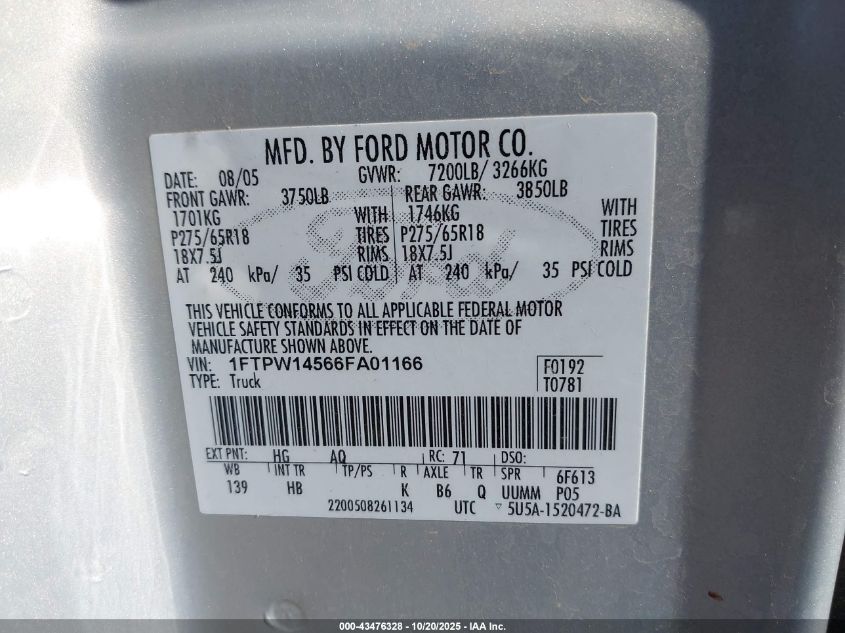 MFD. BY FORD MOTOR CO.
DATE: 08/05 GVWR: 7200LB/ 3266KG
FRONT GAWR: 3750LB REAR GAWR: 3850LB
1701KG WITH 1746KG WITH
P275/65R18 TIRES P275/65R18 TIRES
18X7.5J RIMS 18X7.5J RIMS
AT 240 kPa/ 35 PSI COLD AT 240 kPa/ 35 PSI COLD
THIS VEHICLE CONFORMS TO ALL APPLICABLE FEDERAL MOTOR
VEHICLE SAFETY STANDARDS IN EFFECT ON THE DATE OF
MANUFACTURE SHOWN ABOVE.
VIN: 1FTPW14566FA01166 F0192
TYPE: Truck T0781
EXT PNT: HG AQ RC: 71 DSO:
WB INT TR TP/PS R AXLE TR SPR 6F613
139 HB K B6 Q UUMM P05
2200508261134 UTC ▽ 5U5A-1520472-BA
000-43476328 - 10/20/2025 - IAA Inc.